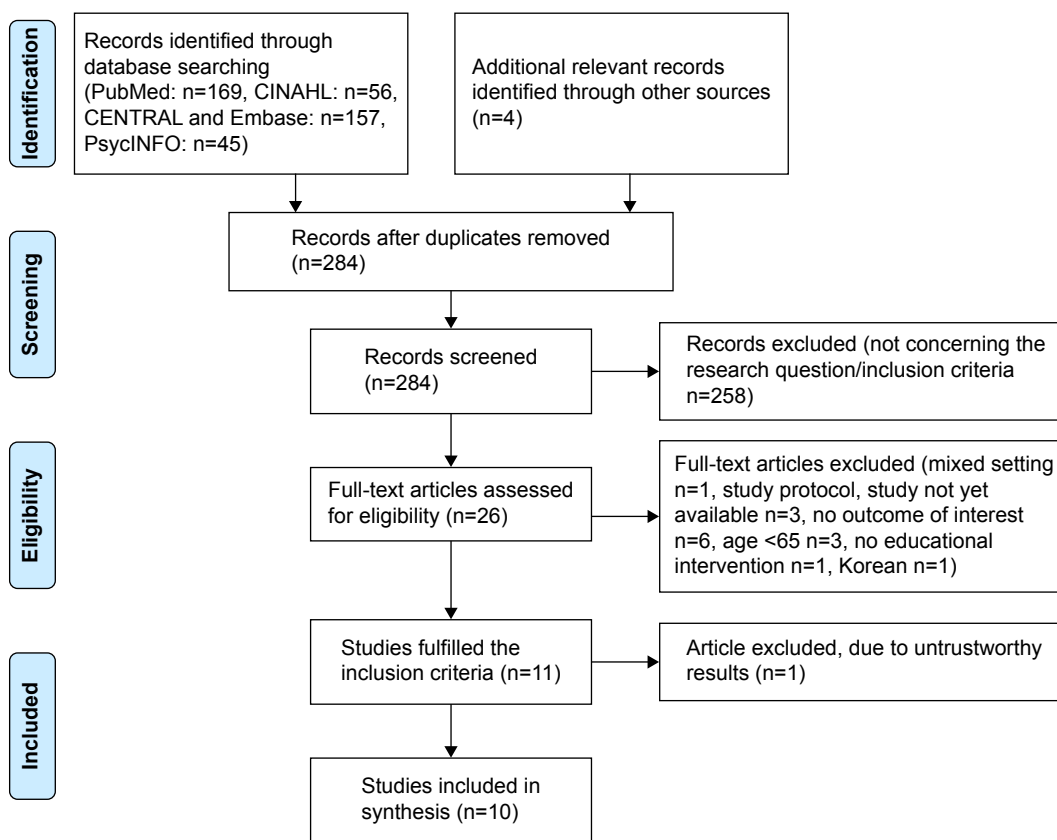 Identification
Records identified through
database searching
(PubMed: n=169, CINAHL: n=56,
CENTRAL and Embase: n=157,
PsycINFO: n=45)
Additional relevant records
identified through other sources
(n=4)
Records after duplicates removed
(n=284)
Screening
Records screened
(n=284)
Records excluded (not concerning the
research question/inclusion criteria
n=258)
Eligibility
Full-text articles assessed
for eligibility (n=26)
Full-text articles excluded (mixed setting
n=1, study protocol, study not yet
available n=3, no outcome of interest
n=6, age <65 n=3, no educational
intervention n=1, Korean n=1)
Studies fulfilled the
inclusion criteria (n=11)
Article excluded, due to untrustworthy
results (n=1)
Included
Studies included in
synthesis (n=10)